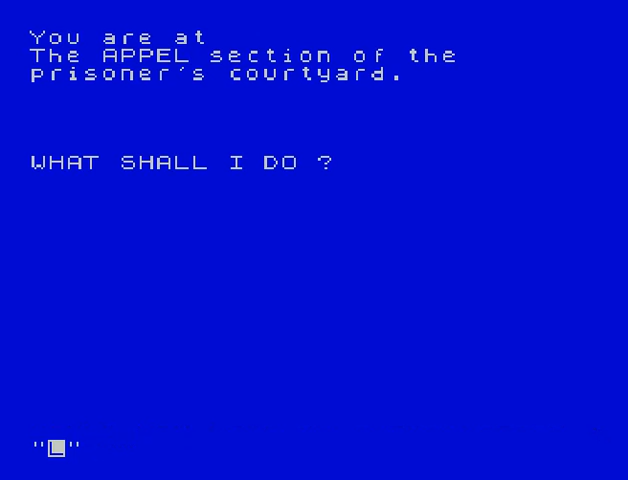 You are at
The APPEL section of the
prisoner's courtyard.
WHAT SHALL I DO ?
"L"